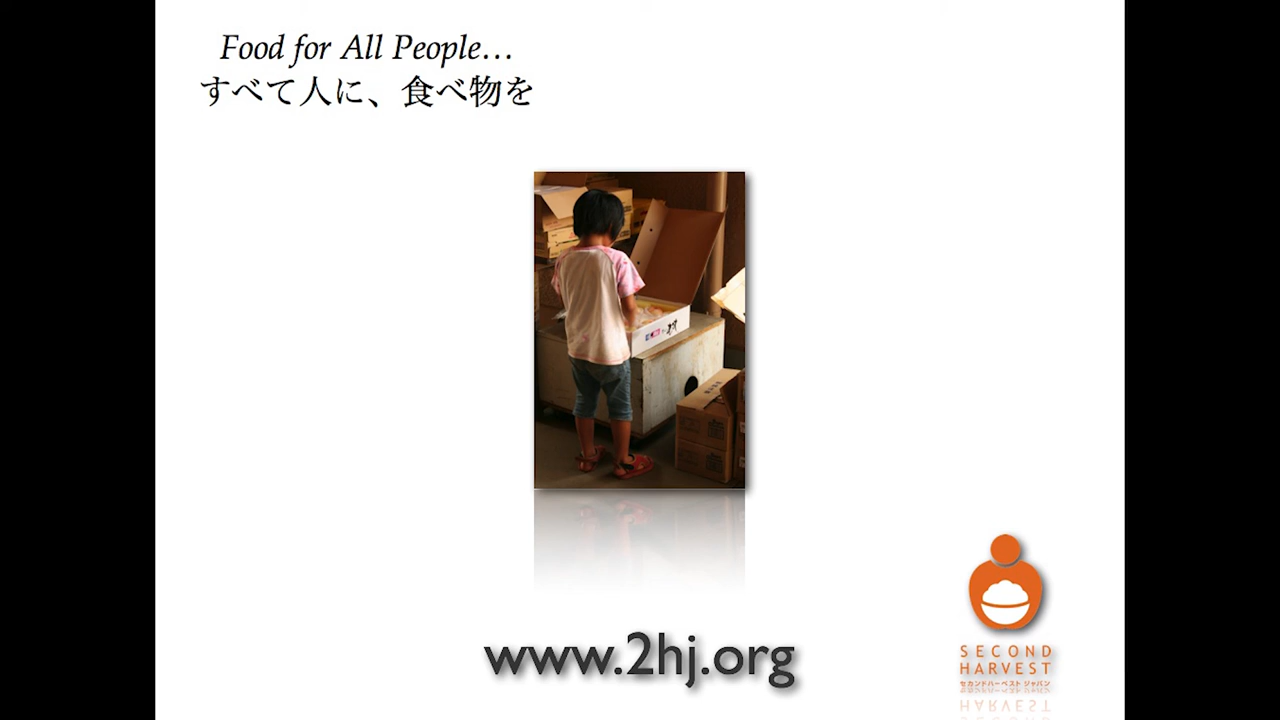 Food for All People…
すべて人に、食べ物を
www.2hj.org
SECOND
HARVEST
セカンドハーベスト ジャパン